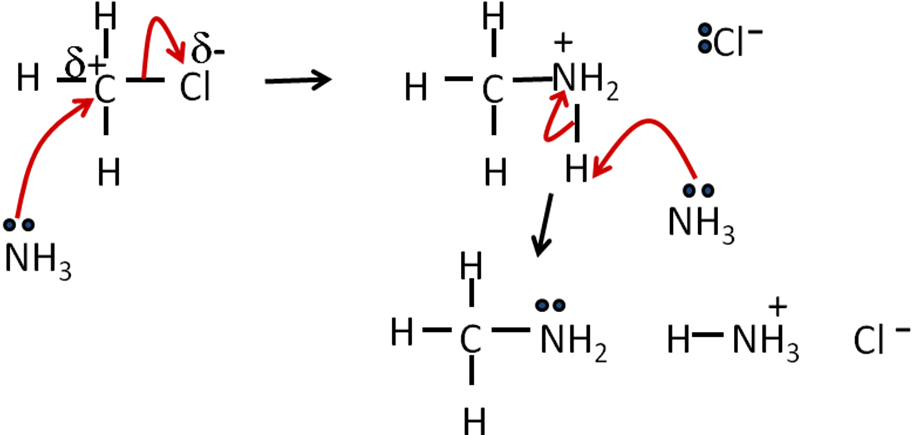 H H
δ+ δ- + :Cl⁻
H C Cl H C NH₂
H H H
NH₃ NH₃
H
H C NH₂ H NH₃⁺ Cl⁻
H